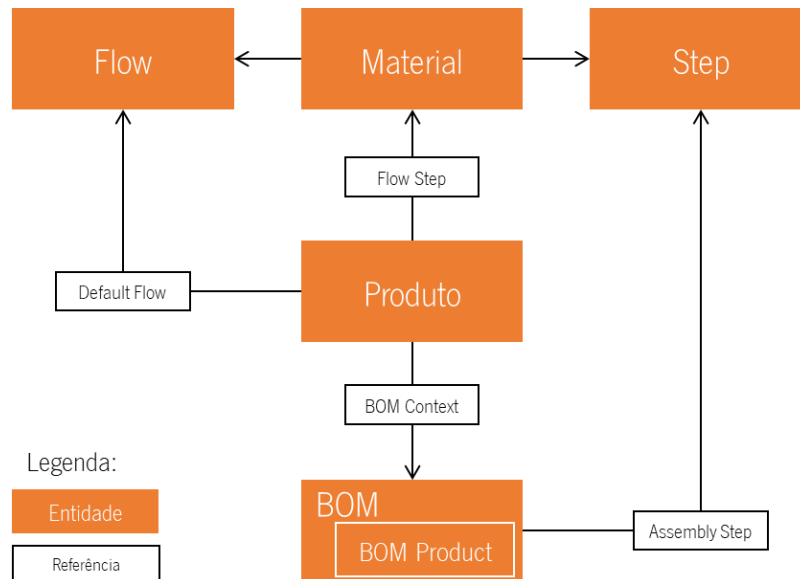 Flow
Material
Step
Flow Step
Default Flow
Produto
BOM Context
Legenda:
Entidade
Referência
BOM
BOM Product
Assembly Step